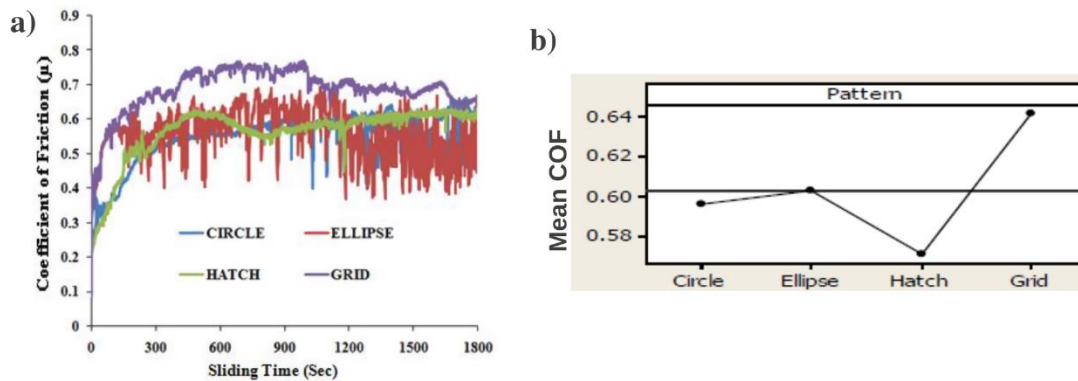 a)
Coefficient of Friction (μ)
0.9
0.8
0.7
0.6
0.5
0.4
0.3
0.2
0.1
0
CIRCLE
ELLIPSE
HATCH
GRID
0 300 600 900 1200 1500 1800
Sliding Time (Sec)
b)
Pattern
Mean COF
0.64
0.62
0.60
0.58
Circle Ellipse Hatch Grid